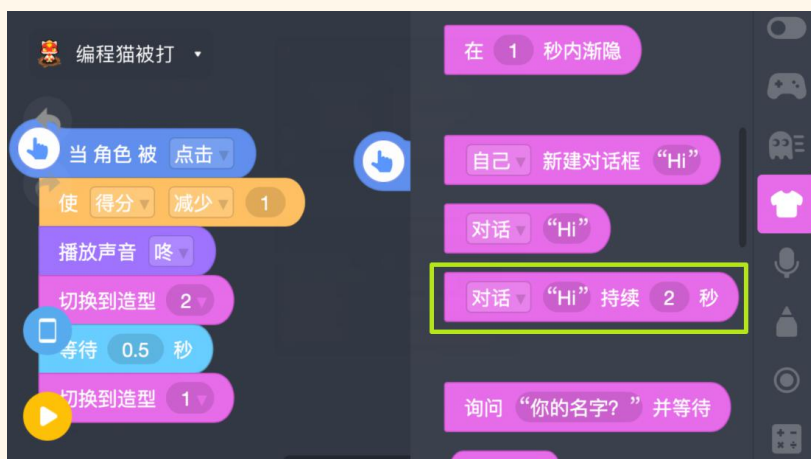 编程猫被打
当 角色 被 点击
使 得分 减少 1
播放声音 咚
切换到造型 2
等待 0.5 秒
切换到造型 1
在 1 秒内渐隐
自己 新建对话框 “Hi”
对话 “Hi”
对话 “Hi” 持续 2 秒
询问 “你的名字？” 并等待